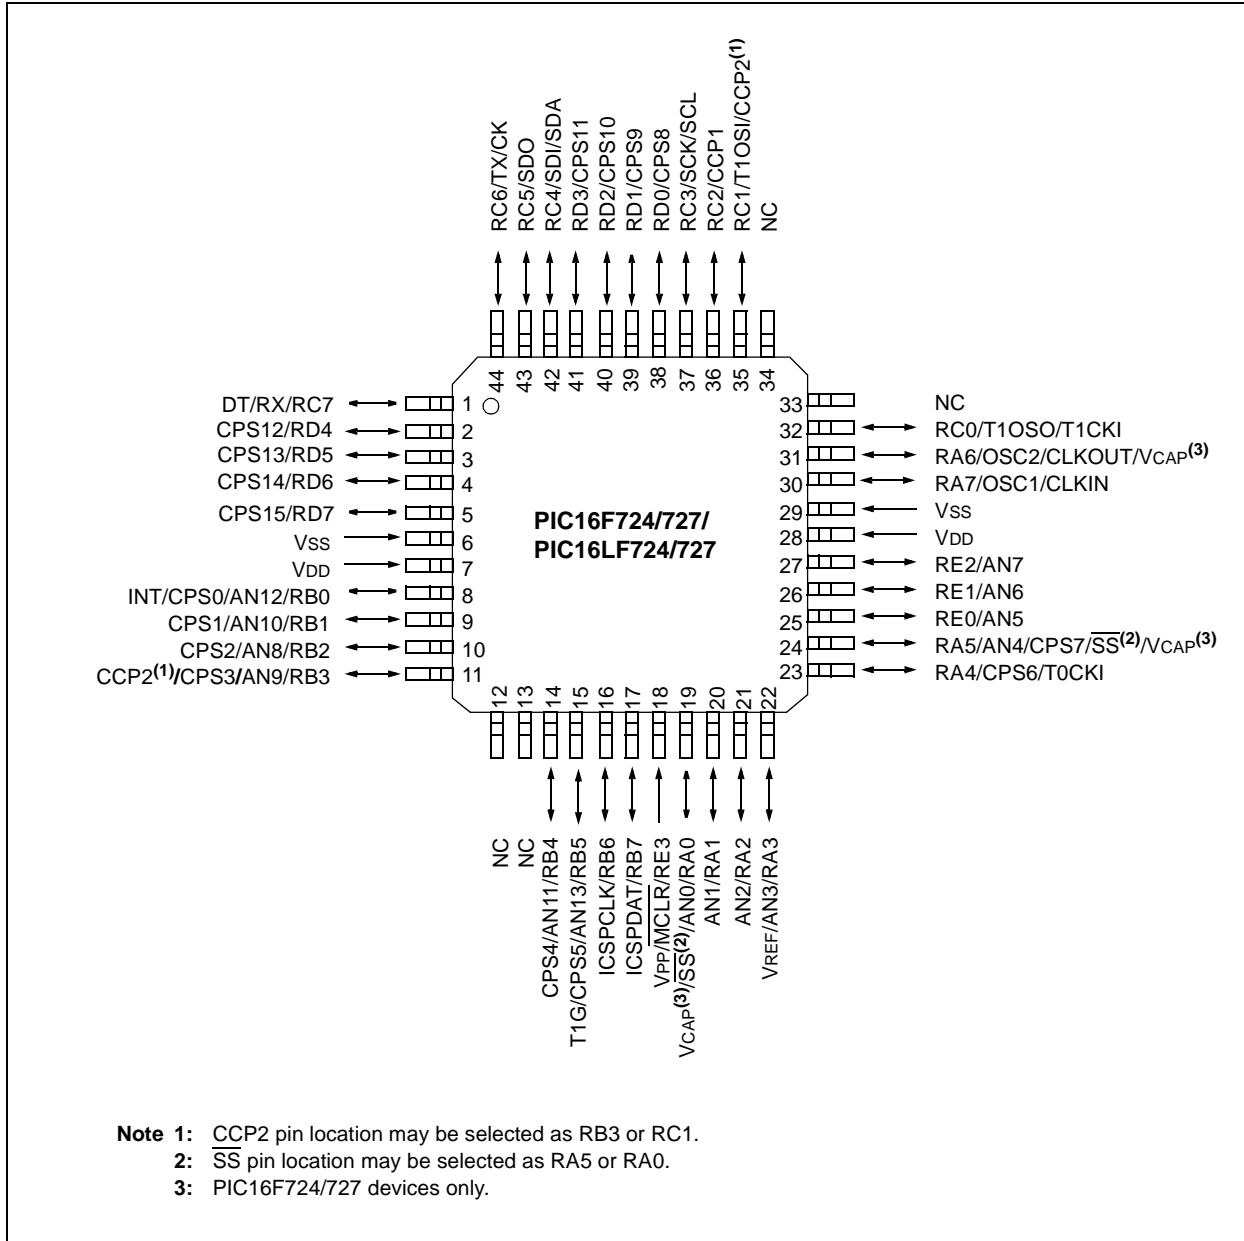 RC6/TX/CK
RC5/SDO
RC4/SDI/SDA
RD3/CPS11
RD2/CPS10
RD1/CPS9
RD0/CPS8
RC3/SCK/SCL
RC2/CCP1
RC1/T1OSI/CCP2(1)
NC
44
43
42
41
40
39
38
37
36
35
34
DT/RX/RC7 1
CPS12/RD4 2
CPS13/RD5 3
CPS14/RD6 4
CPS15/RD7 5
VSS 6
VDD 7
INT/CPS0/AN12/RB0 8
CPS1/AN10/RB1 9
CPS2/AN8/RB2 10
CCP2(1)/CPS3/AN9/RB3 11
PIC16F724/727/
PIC16LF724/727
33 NC
32 RC0/T1OSO/T1CKI
31 RA6/OSC2/CLKOUT/VCAP(3)
30 RA7/OSC1/CLKIN
29 VSS
28 VDD
27 RE2/AN7
26 RE1/AN6
25 RE0/AN5
24 RA5/AN4/CPS7/SS(2)/VCAP(3)
23 RA4/CPS6/T0CKI
12
13
14
15
16
17
18
19
20
21
22
NC
NC
CPS4/AN11/RB4
T1G/CPS5/AN13/RB5
ICSPCLK/RB6
ICSPDAT/RB7
VPP/MCLR/RE3
VCAP(3)/SS(2)/AN0/RA0
AN1/RA1
AN2/RA2
VREF/AN3/RA3
Note 1: CCP2 pin location may be selected as RB3 or RC1.
2: SS pin location may be selected as RA5 or RA0.
3: PIC16F724/727 devices only.